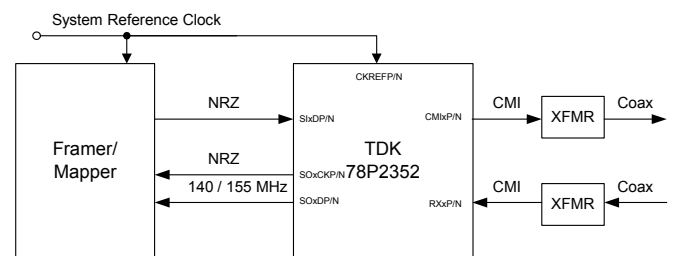 System Reference Clock
CKREFP/N
NRZ
CMI
Coax
SIxDP/N
CMIxP/N
XFMR
Framer/
Mapper
TDK
78P2352
NRZ
SOxCKP/N
140 / 155 MHz
CMI
Coax
SOxDP/N
RXxP/N
XFMR